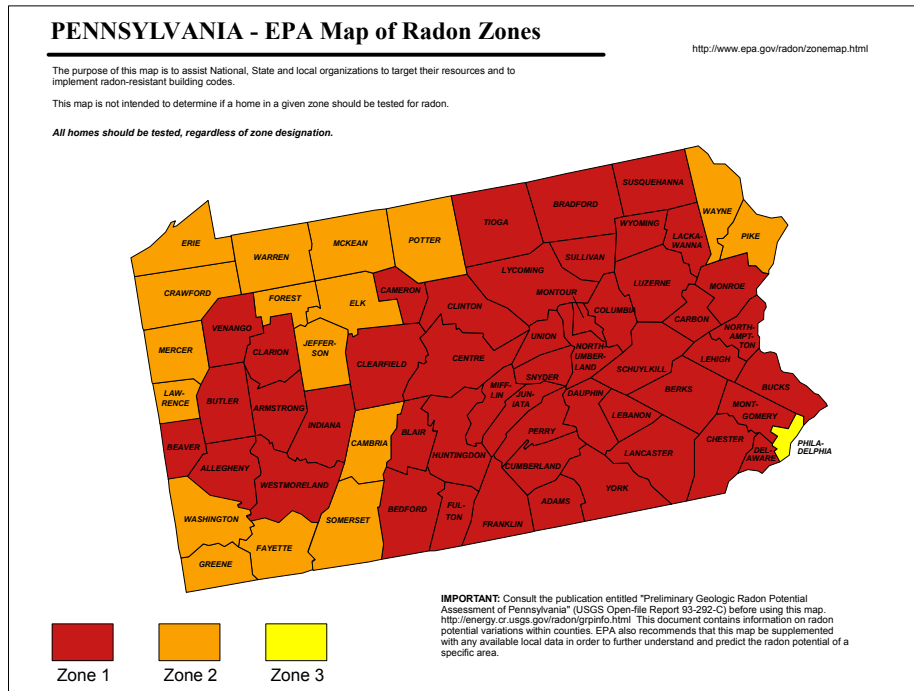 PENNSYLVANIA - EPA Map of Radon Zones
http://www.epa.gov/radon/zonemap.html
The purpose of this map is to assist National, State and local organizations to target their resources and to
implement radon-resistant building codes.
This map is not intended to determine if a home in a given zone should be tested for radon.
All homes should be tested, regardless of zone designation.
SUSQUEHANNA
BRADFORD
TIOGA
WAYNE
WYOMING
POTTER
MCKEAN
ERIE
WARREN
LACKA-
WANNA
PIKE
SULLIVAN
LYCOMING
CRAWFORD
FOREST
ELK
CAMERON
MONTOUR
LUZERNE
MONROE
CLINTON
COLUMBIA
CARBON
VENANGO
MERCER
CLARION
JEFFER-
SON
CLEARFIELD
CENTRE
UNION
NORTH-
UMBER-
LAND
NORTH-
AMPT-
TON
LEHIGH
SNYDER
SCHUYLKILL
LAW-
RENCE
BUTLER
ARMSTRONG
INDIANA
MIFF-
LIN
JUN-
IATA
DAUPHIN
BERKS
BUCKS
MONT-
GOMERY
BEAVER
CAMBRIA
BLAIR
HUNTINGDON
PERRY
LEBANON
LANCASTER
CHESTER
DEL-
AWARE
PHILA-
DELPHIA
ALLEGHENY
WESTMORELAND
CUMBERLAND
WASHINGTON
SOMERSET
BEDFORD
FUL-
TON
FRANKLIN
ADAMS
YORK
FAYETTE
GREENE
IMPORTANT: Consult the publication entitled "Preliminary Geologic Radon Potential
Assessment of Pennsylvania" (USGS Open-file Report 93-292-C) before using this map.
http://energy.cr.usgs.gov/radon/grpinfo.html This document contains information on radon
potential variations within counties. EPA also recommends that this map be supplemented
with any available local data in order to further understand and predict the radon potential of a
specific area.
Zone 1
Zone 2
Zone 3